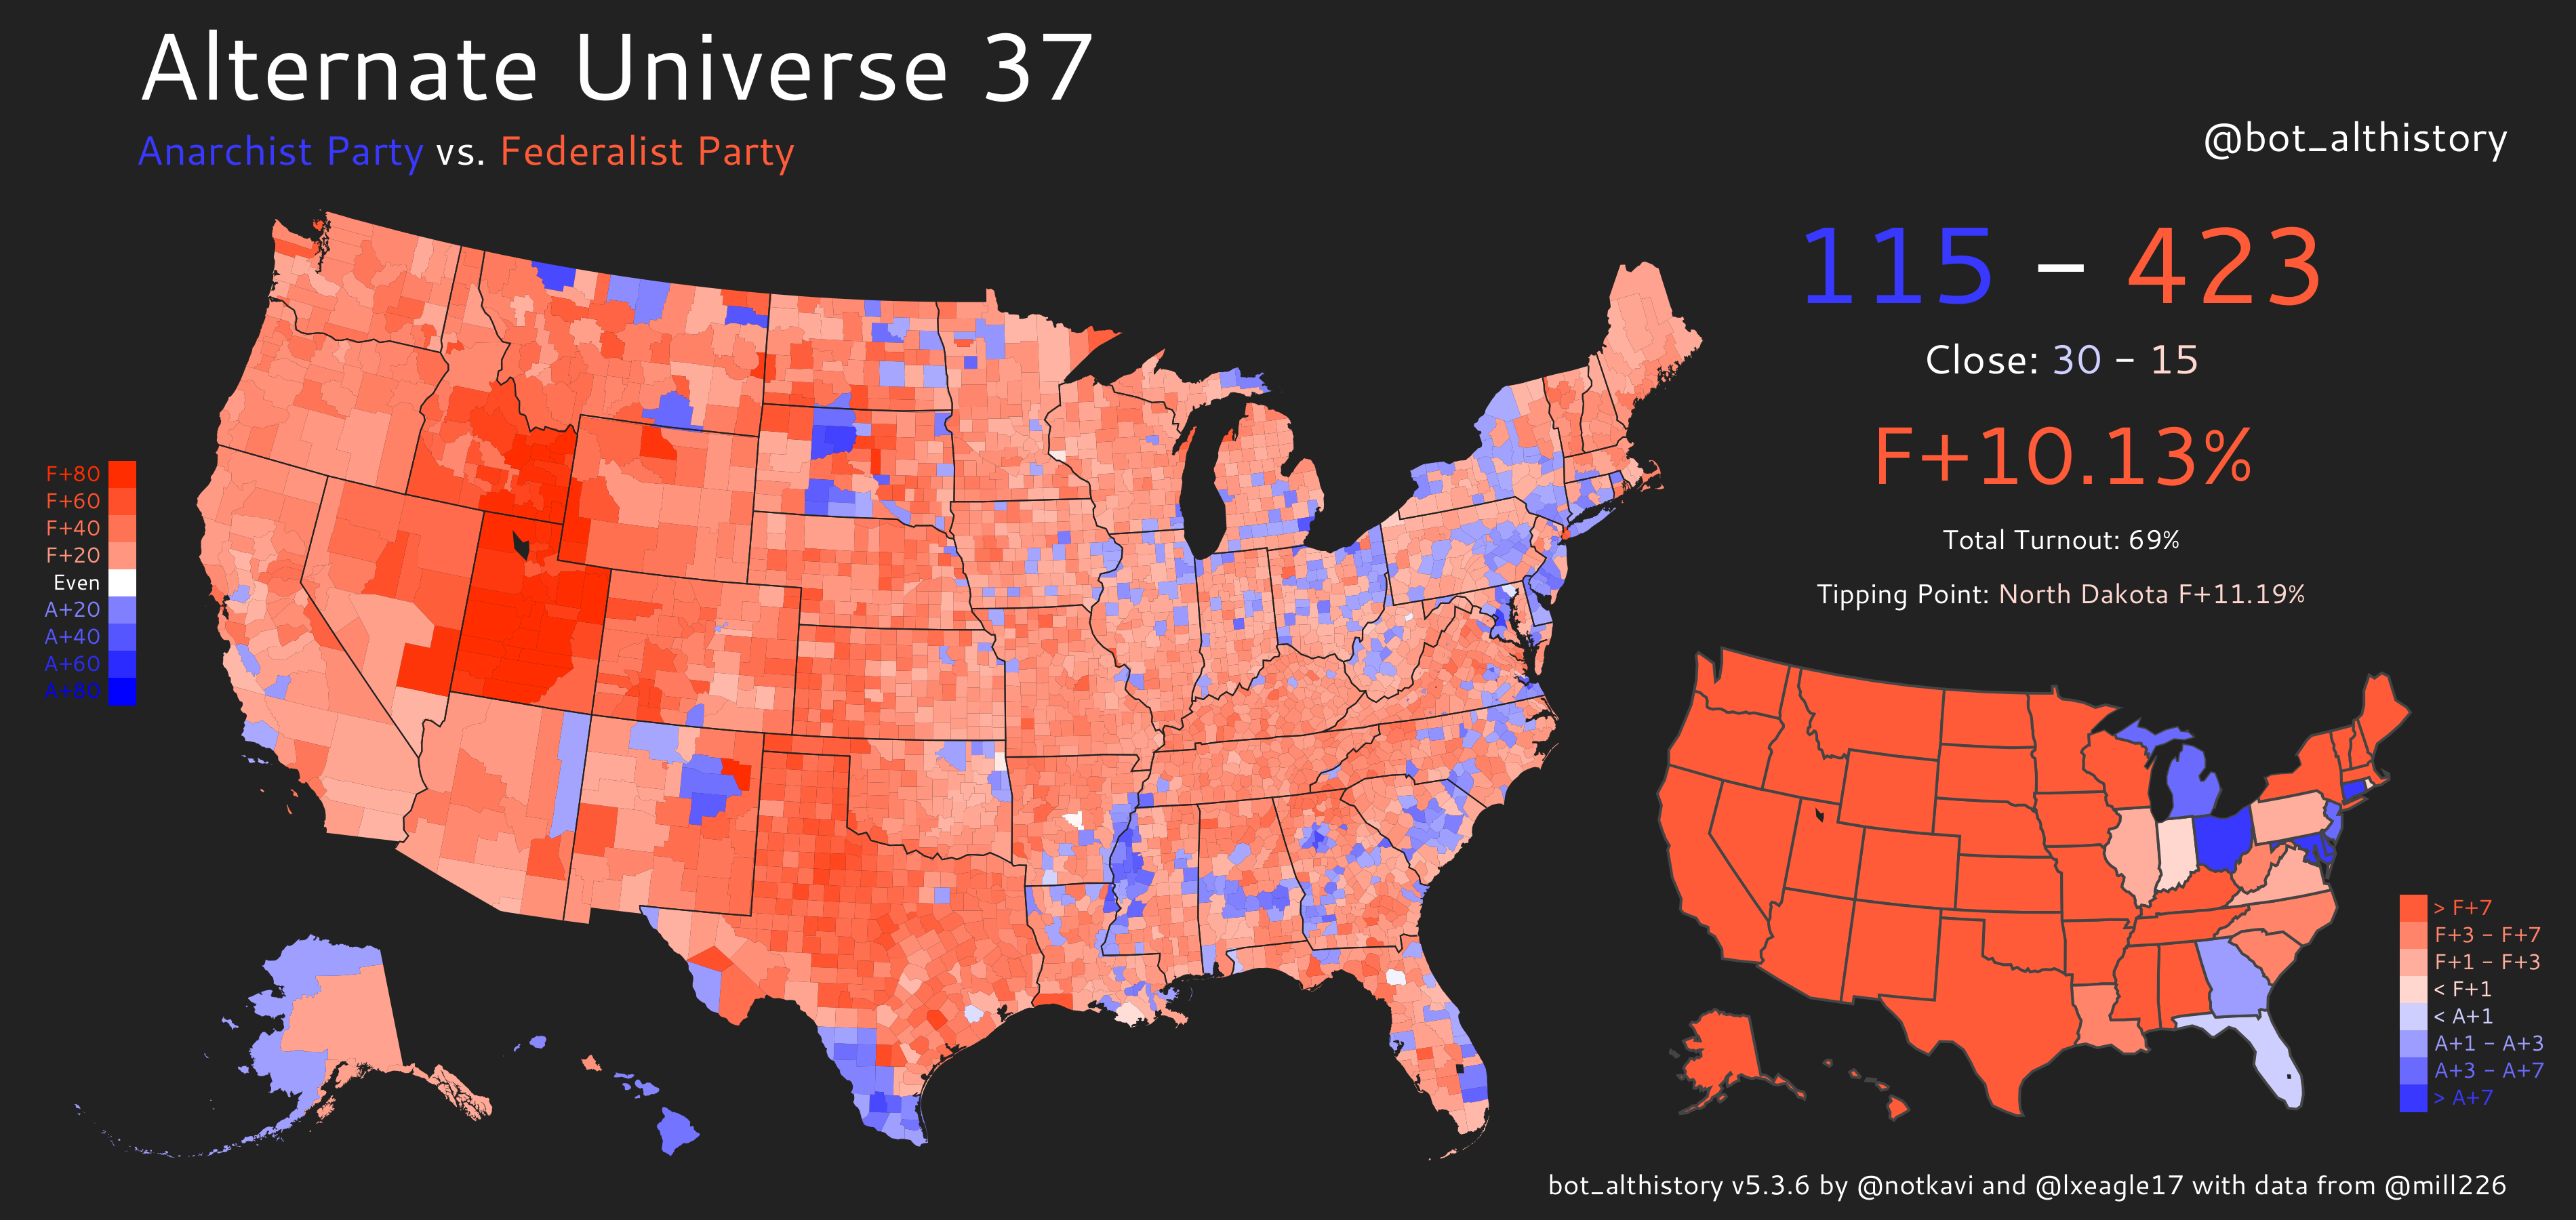 Alternate Universe 37
Anarchist Party vs. Federalist Party
@bot_althistory
115 – 423
Close: 30 – 15
F+10.13%
Total Turnout: 69%
Tipping Point: North Dakota F+11.19%
F+80
F+60
F+40
F+20
Even
A+20
A+40
A+60
A+80
> F+7
F+3 – F+7
F+1 – F+3
< F+1
< A+1
A+1 – A+3
A+3 – A+7
> A+7
bot_althistory v5.3.6 by @notkavi and @lxeagle17 with data from @mill226